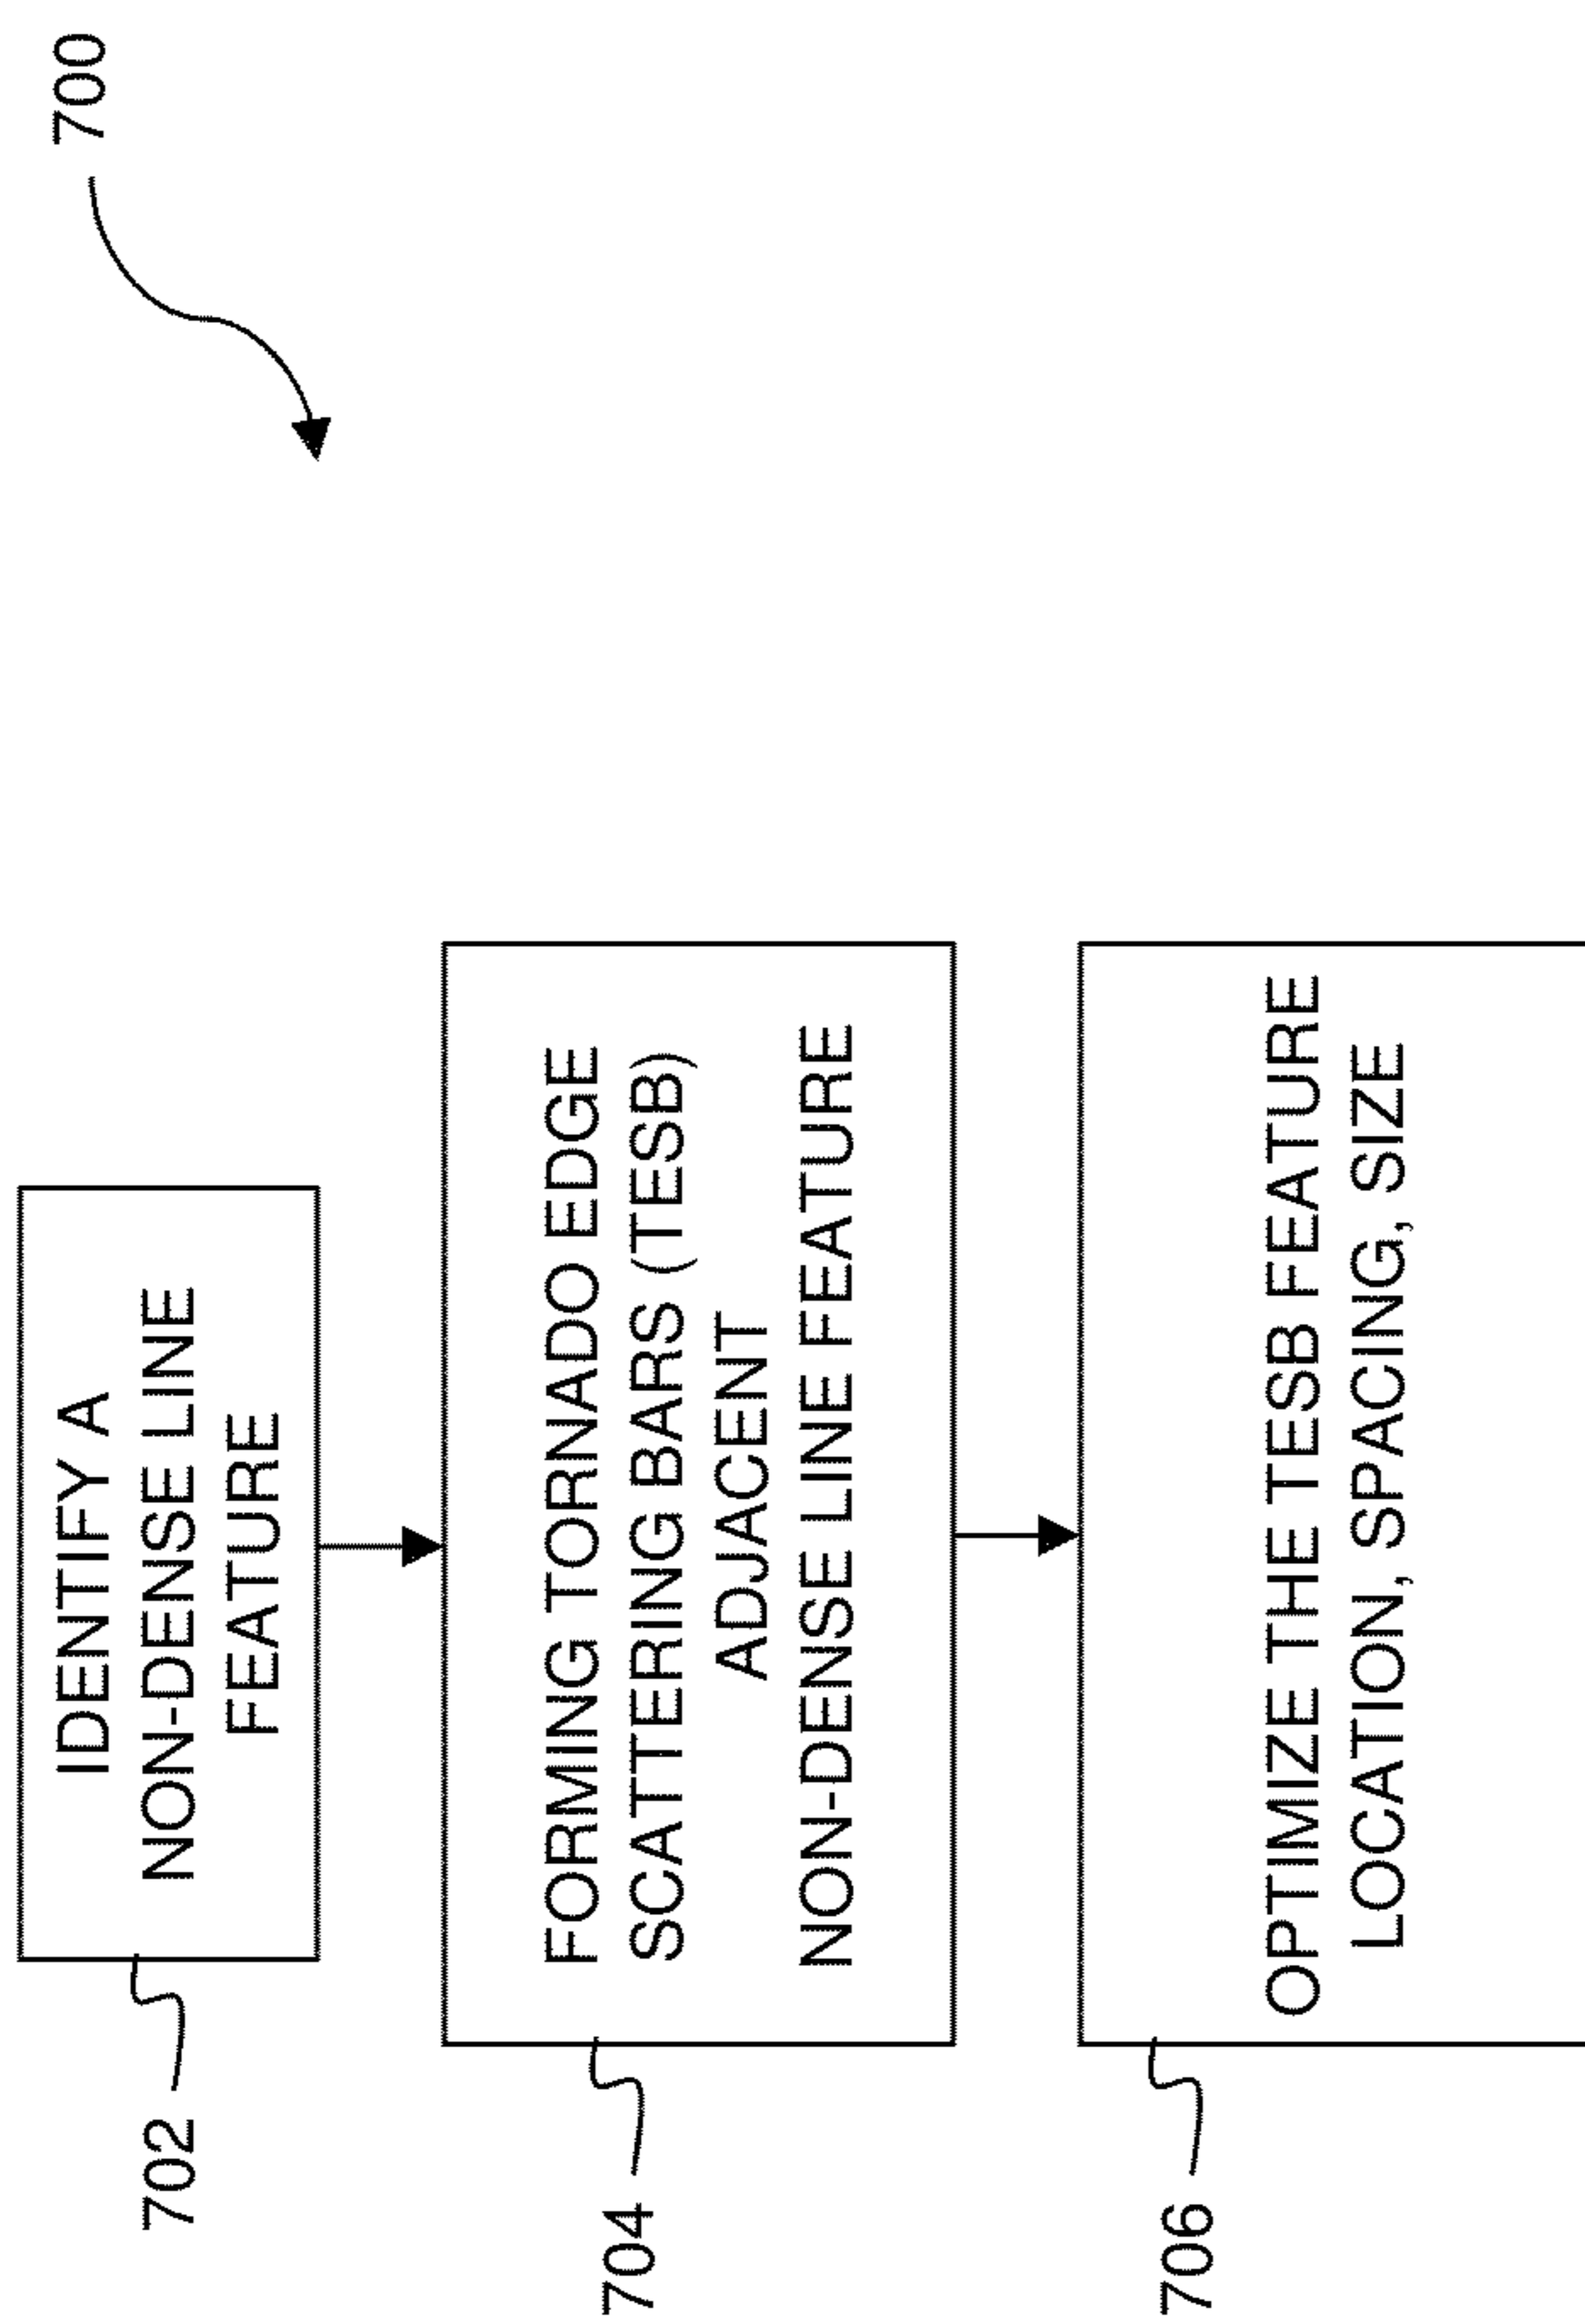 700
702
IDENTIFY A
NON-DENSE LINE
FEATURE
704
FORMING TORNADO EDGE
SCATTERING BARS (TESB)
ADJACENT
NON-DENSE LINE FEATURE
706
OPTIMIZE THE TESB FEATURE
LOCATION, SPACING, SIZE